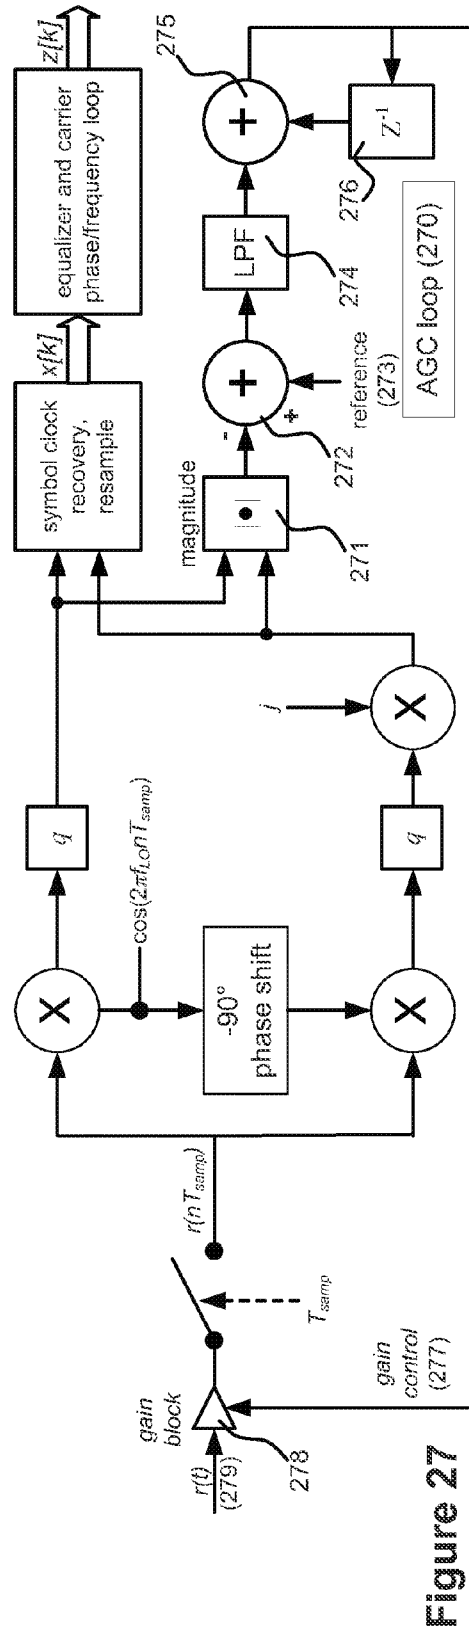 r(t)
(279)
278
gain
block
gain
control
(277)
T_samp
r(nT_samp)
X
cos(2πf_LO nT_samp)
-90°
phase shift
X
q
q
j
X
symbol clock
recovery,
resample
x[k]
equalizer and carrier
phase/frequency loop
z[k]
magnitude
|•|
271
-
+
+
272
reference
(273)
LPF
274
+
275
Z⁻¹
276
AGC loop (270)
Figure 27